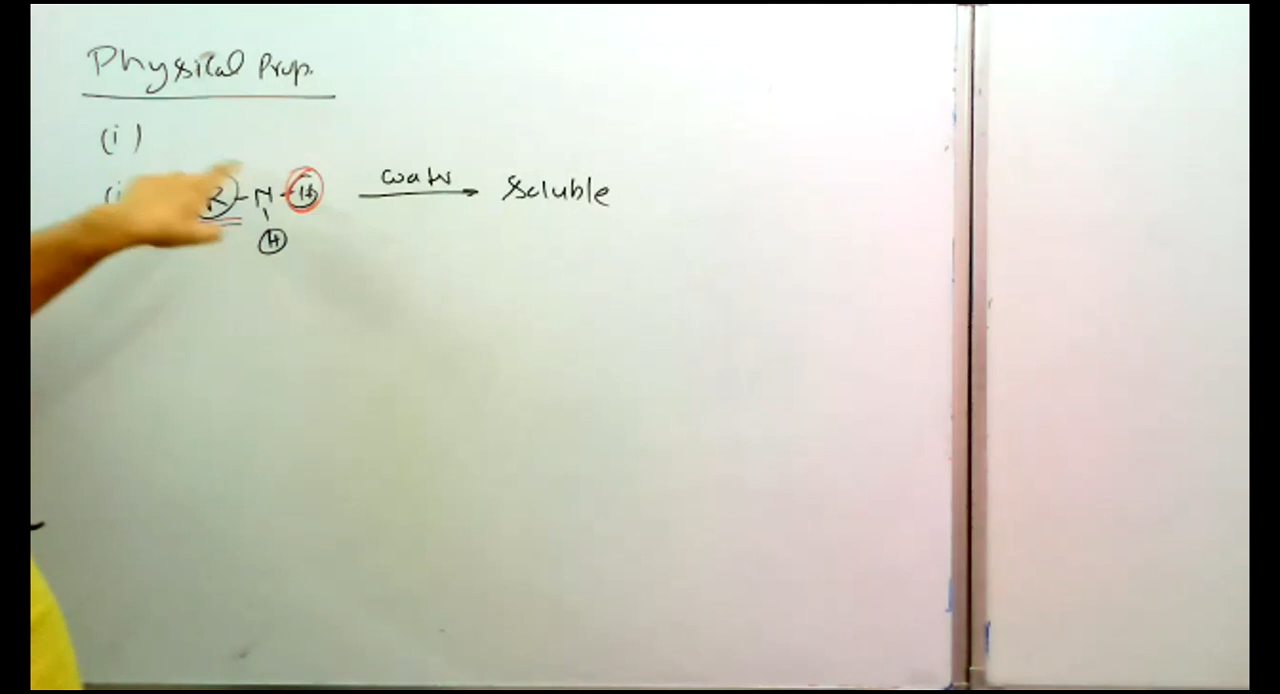 Physical Prop.
(i)
(i R - N - H water → soluble
H